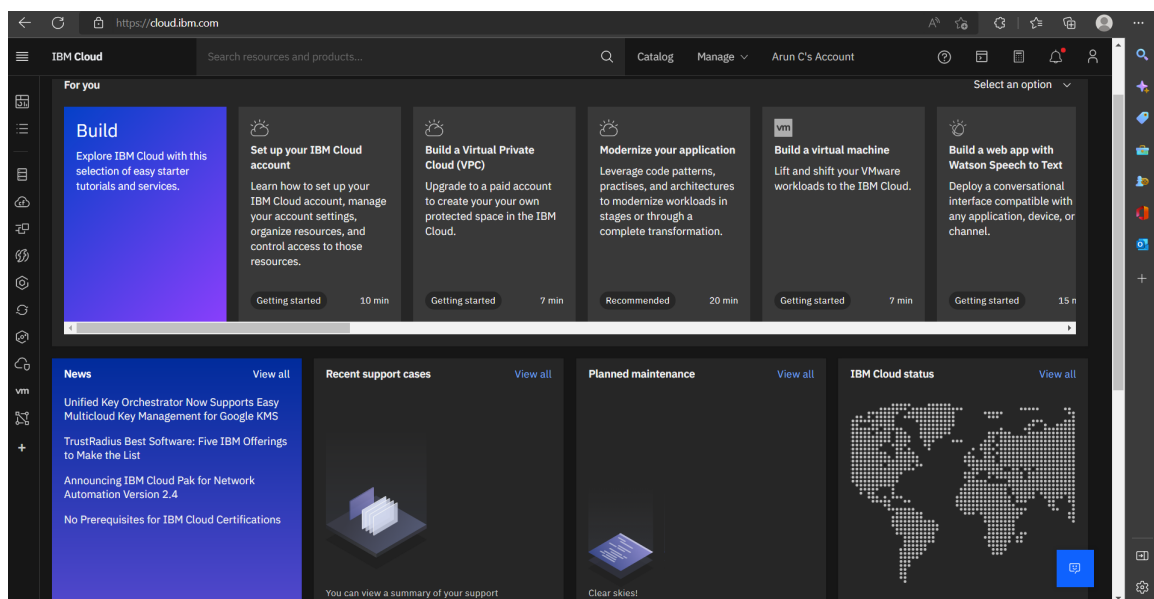 https://cloud.ibm.com
IBM Cloud
Search resources and products...
Catalog
Manage
Arun C's Account
For you
Select an option
Build
Explore IBM Cloud with this
selection of easy starter
tutorials and services.
Set up your IBM Cloud
account
Learn how to set up your
IBM Cloud account, manage
your account settings,
organize resources, and
control access to those
resources.
Getting started
10 min
Build a Virtual Private
Cloud (VPC)
Upgrade to a paid account
to create your your own
protected space in the IBM
Cloud.
Getting started
7 min
Modernize your application
Leverage code patterns,
practises, and architectures
to modernize workloads in
stages or through a
complete transformation.
Recommended
20 min
vm
Build a virtual machine
Lift and shift your VMware
workloads to the IBM Cloud.
Getting started
7 min
Build a web app with
Watson Speech to Text
Deploy a conversational
interface compatible with
any application, device, or
channel.
Getting started
15
vm
News
View all
Unified Key Orchestrator Now Supports Easy
Multicloud Key Management for Google KMS
TrustRadius Best Software: Five IBM Offerings
to Make the List
Announcing IBM Cloud Pak for Network
Automation Version 2.4
No Prerequisites for IBM Cloud Certifications
Recent support cases
View all
You can view a summary of your support
Planned maintenance
View all
Clear skies!
IBM Cloud status
View all